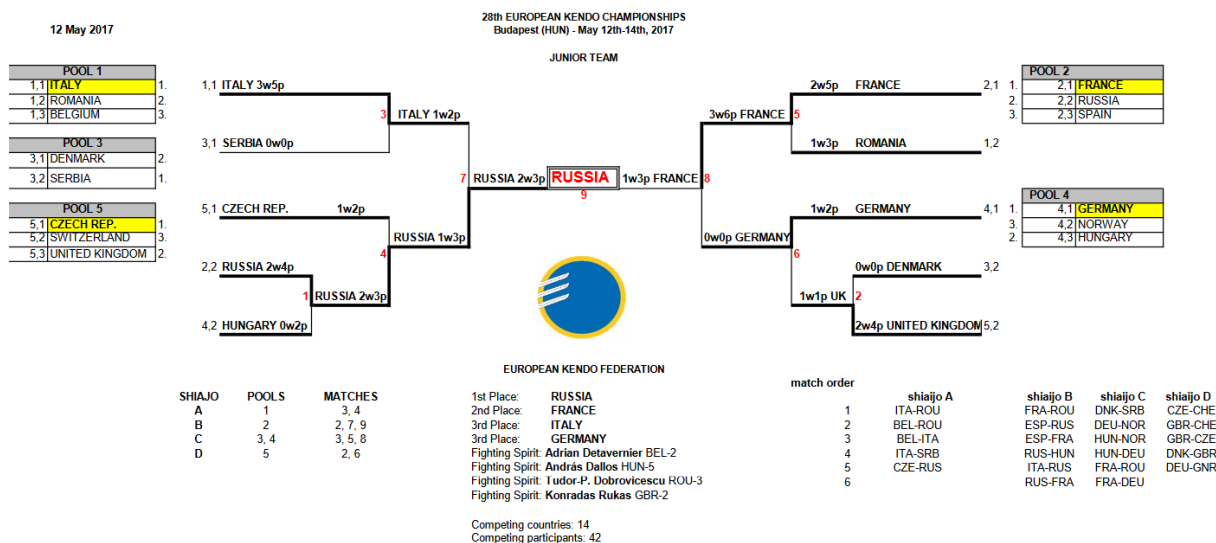 28th EUROPEAN KENDO CHAMPIONSHIPS
12 May 2017
Budapest (HUN) - May 12th-14th, 2017
JUNIOR TEAM
POOL 1
1,1 ITALY 1.
1,2 ROMANIA 2.
1,3 BELGIUM 3.
POOL 3
3,1 DENMARK 2.
3,2 SERBIA 1.
POOL 5
5,1 CZECH REP. 1.
5,2 SWITZERLAND 3.
5,3 UNITED KINGDOM 2.
1,1 ITALY 3w5p
3 ITALY 1w2p
3,1 SERBIA 0w0p
7 RUSSIA 2w3p
5,1 CZECH REP. 1w2p
RUSSIA 1w3p
4
2,2 RUSSIA 2w4p
1 RUSSIA 2w3p
4,2 HUNGARY 0w2p
RUSSIA
9
2w5p FRANCE 2,1
3w6p FRANCE 5
1w3p ROMANIA 1,2
1w3p FRANCE 8
1w2p GERMANY 4,1
0w0p GERMANY
6
0w0p DENMARK 3,2
1w1p UK 2
2w4p UNITED KINGDOM 5,2
POOL 2
1. 2,1 FRANCE
2. 2,2 RUSSIA
3. 2,3 SPAIN
POOL 4
1. 4,1 GERMANY
3. 4,2 NORWAY
2. 4,3 HUNGARY
EUROPEAN KENDO FEDERATION
SHIAJO POOLS MATCHES
A 1 3, 4
B 2 2, 7, 9
C 3, 4 3, 5, 8
D 5 2, 6
1st Place: RUSSIA
2nd Place: FRANCE
3rd Place: ITALY
3rd Place: GERMANY
Fighting Spirit: Adrian Detavernier BEL-2
Fighting Spirit: András Dallos HUN-5
Fighting Spirit: Tudor-P. Dobrovicescu ROU-3
Fighting Spirit: Konradas Rukas GBR-2
Competing countries: 14
Competing participants: 42
match order
shiaijo A shiaijo B shiaijo C shiaijo D
1 ITA-ROU FRA-ROU DNK-SRB CZE-CHE
2 BEL-ROU ESP-RUS DEU-NOR GBR-CHE
3 BEL-ITA ESP-FRA HUN-NOR GBR-CZE
4 ITA-SRB RUS-HUN HUN-DEU DNK-GBR
5 CZE-RUS ITA-RUS FRA-ROU DEU-GNR
6 RUS-FRA FRA-DEU